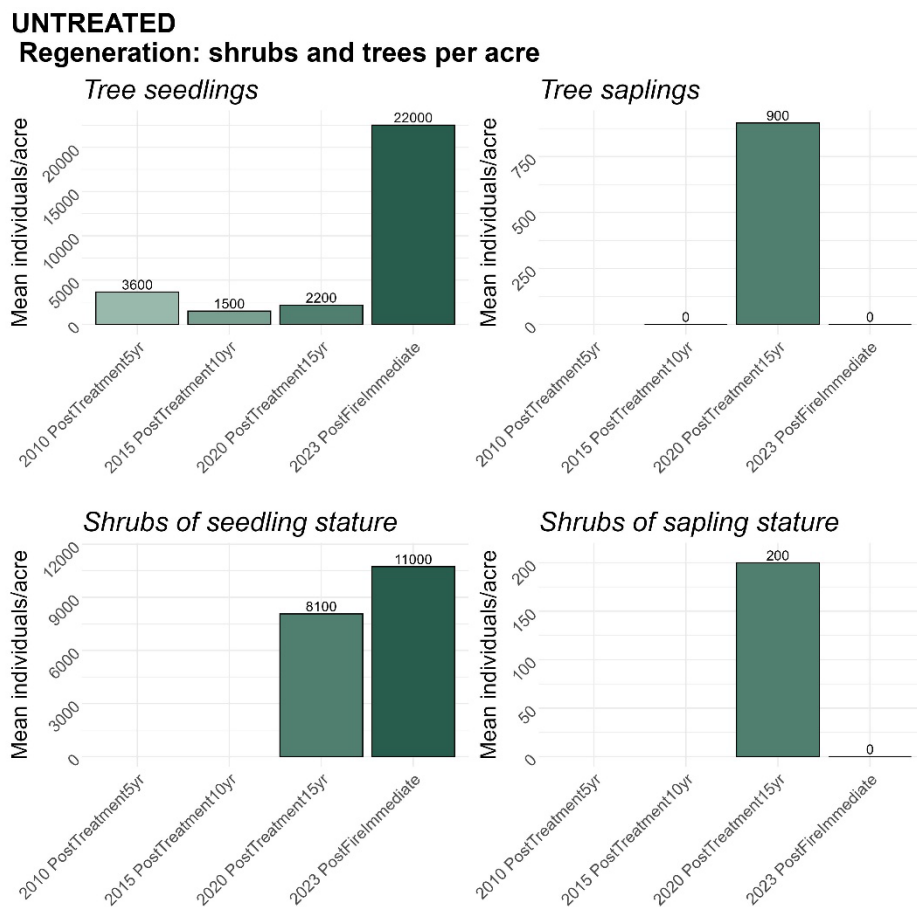 UNTREATED
Regeneration: shrubs and trees per acre
Tree seedlings
Mean individuals/acre
20000
15000
10000
5000
0
3600
1500
2200
22000
2010 PostTreatment5yr
2015 PostTreatment10yr
2020 PostTreatment15yr
2023 PostFireImmediate
Tree saplings
Mean individuals/acre
750
500
250
0
0
900
0
2010 PostTreatment5yr
2015 PostTreatment10yr
2020 PostTreatment15yr
2023 PostFireImmediate
Shrubs of seedling stature
Mean individuals/acre
12000
9000
6000
3000
0
8100
11000
2010 PostTreatment5yr
2015 PostTreatment10yr
2020 PostTreatment15yr
2023 PostFireImmediate
Shrubs of sapling stature
Mean individuals/acre
200
150
100
50
0
200
0
2010 PostTreatment5yr
2015 PostTreatment10yr
2020 PostTreatment15yr
2023 PostFireImmediate